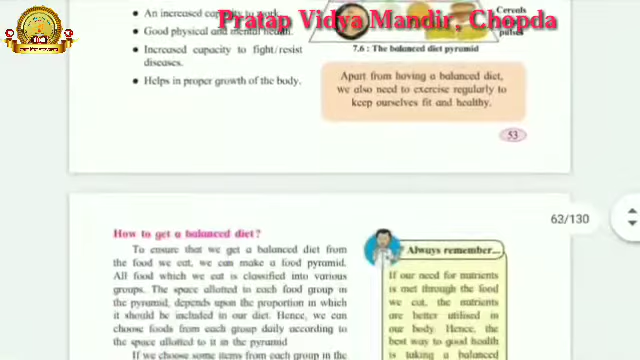 Pratap Vidya Mandir, Chopda
• An increased capacity to work.
• Good physical and mental health.
• Increased capacity to fight/resist
diseases.
• Helps in proper growth of the body.
Cereals
pulses
7.6 : The balanced diet pyramid
Apart from having a balanced diet,
we also need to exercise regularly to
keep ourselves fit and healthy.
53
63/130
How to get a balanced diet?
To ensure that we get a balanced diet from
the food we eat, we can make a food pyramid.
All food which we eat is classified into various
groups. The space allotted to each food group in
the pyramid, depends upon the proportion in which
it should be included in our diet. Hence, we can
choose foods from each group daily according to
the space allotted to it in the pyramid
If we choose some items from each group in the
Always remember...
If our need for nutrients
is met through the food
we eat, the nutrients
are better utilised in
our body. Hence, the
best way to good health
is taking a balanced